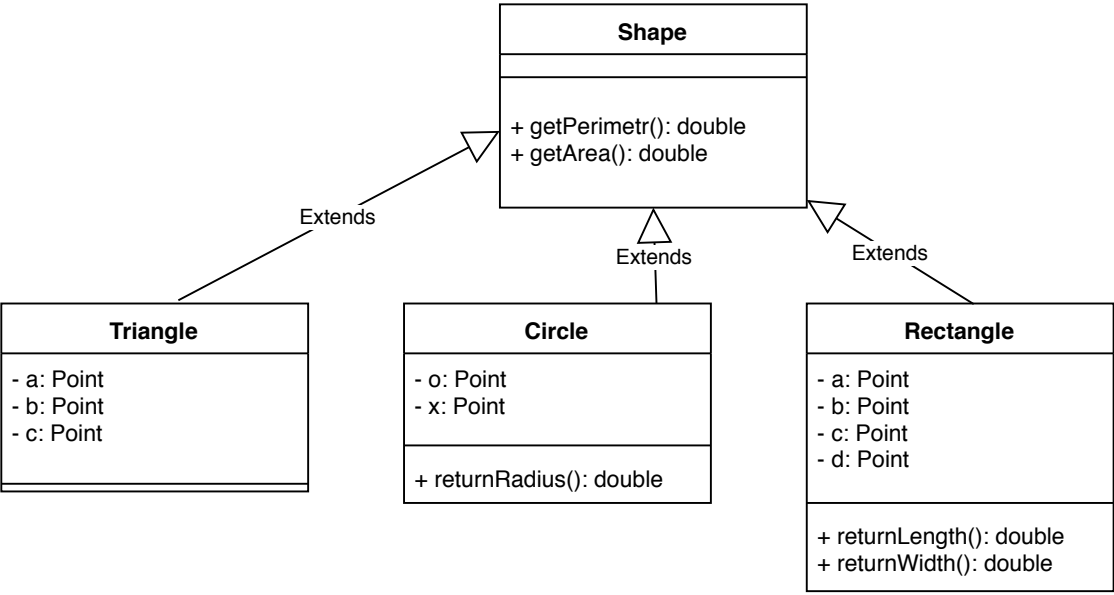 Shape
+ getPerimetr(): double
+ getArea(): double
Extends
Extends
Extends
Triangle
- a: Point
- b: Point
- c: Point
Circle
- o: Point
- x: Point
+ returnRadius(): double
Rectangle
- a: Point
- b: Point
- c: Point
- d: Point
+ returnLength(): double
+ returnWidth(): double